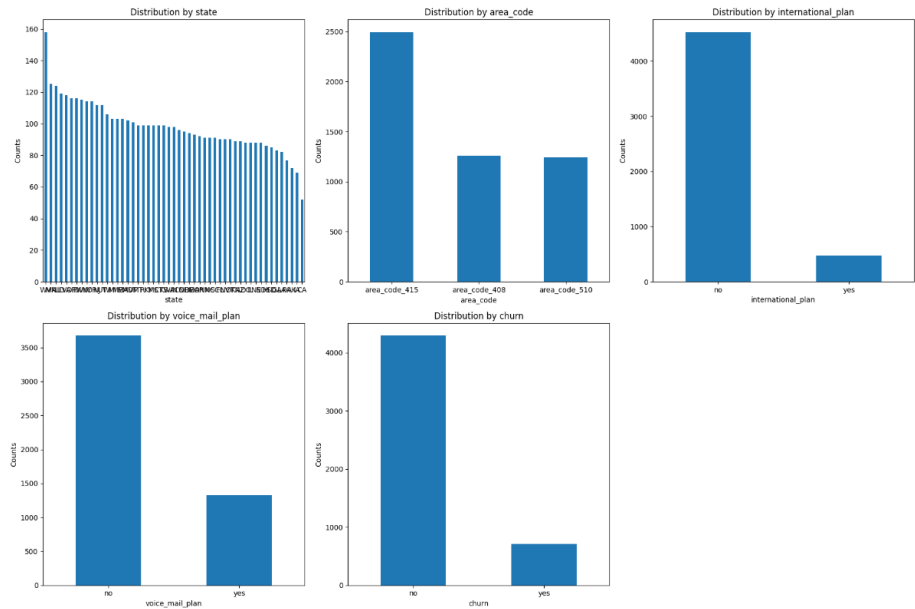 Distribution by state
160
140
120
100
80
60
40
20
0
Counts
state
Distribution by area_code
2500
2000
1500
1000
500
0
Counts
area_code_415 area_code_408 area_code_510
area_code
Distribution by international_plan
4000
3000
2000
1000
0
Counts
no yes
international_plan
Distribution by voice_mail_plan
3500
3000
2500
2000
1500
1000
500
0
Counts
no yes
voice_mail_plan
Distribution by churn
4000
3000
2000
1000
0
Counts
no yes
churn